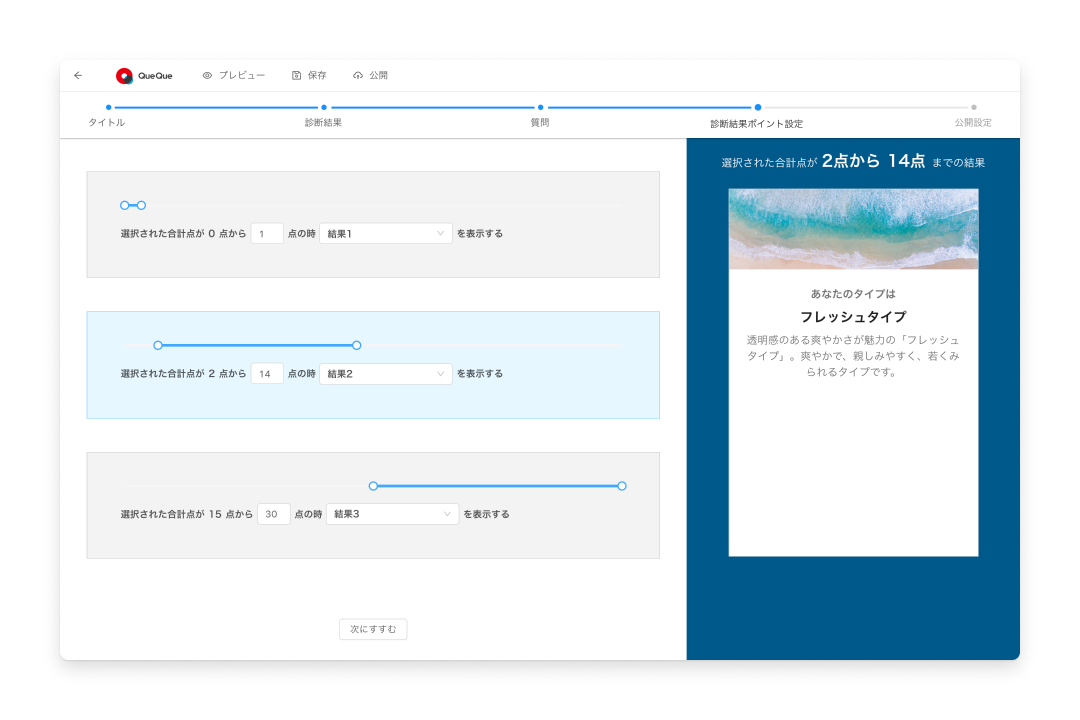 QueQue プレビュー 保存 公開
タイトル 診断結果 質問 診断結果ポイント設定 公開設定
選択された合計点が 0 点から 1 点の時 結果1 を表示する
選択された合計点が 2 点から 14 点の時 結果2 を表示する
選択された合計点が 15 点から 30 点の時 結果3 を表示する
次にすすむ
選択された合計点が 2点から 14点 までの結果
あなたのタイプは
フレッシュタイプ
透明感のある爽やかさが魅力の「フレッシュ
タイプ」。爽やかで、親しみやすく、若くみ
られるタイプです。